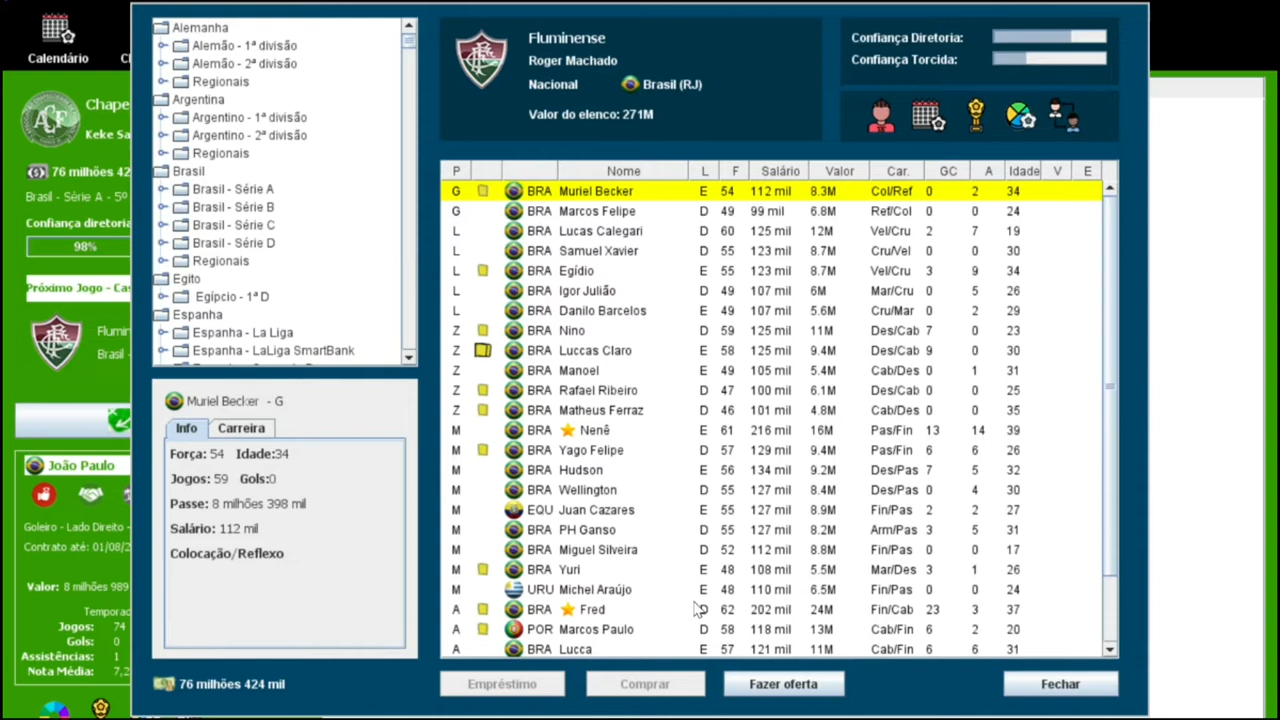 Calendário
Chape
Keke Sa
76 milhões 42
Brasil - Série A - 5º
Confiança diretoria
98%
Próximo Jogo - Cas
Flumin
Brasil -
João Paulo
Goleiro - Lado Direito -
Contrato até: 01/08/2
Valor: 8 milhões 989
Temporad
Jogos: 74
Gols: 0
Assistências: 1
Nota Média: 7,2
Alemanha
Alemão - 1ª divisão
Alemão - 2ª divisão
Regionais
Argentina
Argentino - 1ª divisão
Argentino - 2ª divisão
Regionais
Brasil
Brasil - Série A
Brasil - Série B
Brasil - Série C
Brasil - Série D
Regionais
Egito
Egípcio - 1ª D
Espanha
Espanha - La Liga
Espanha - LaLiga SmartBank
Muriel Becker - G
Info Carreira
Força: 54 Idade:34
Jogos: 59 Gols:0
Passe: 8 milhões 398 mil
Salário: 112 mil
Colocação/Reflexo
76 milhões 424 mil
Fluminense
Roger Machado
Nacional Brasil (RJ)
Valor do elenco: 271M
Confiança Diretoria:
Confiança Torcida:
P Nome L F Salário Valor Car. GC A Idade V E
G BRA Muriel Becker E 54 112 mil 8.3M Col/Ref 0 2 34
G BRA Marcos Felipe D 49 99 mil 6.8M Ref/Col 0 0 24
L BRA Lucas Calegari D 60 125 mil 12M Vel/Cru 2 7 19
L BRA Samuel Xavier D 55 123 mil 8.7M Cru/Vel 0 0 30
L BRA Egídio E 55 123 mil 8.7M Vel/Cru 3 9 34
L BRA Igor Julião D 49 107 mil 6M Mar/Cru 0 5 26
L BRA Danilo Barcelos E 49 107 mil 5.6M Cru/Mar 0 2 29
Z BRA Nino D 59 125 mil 11M Des/Cab 7 0 23
Z BRA Luccas Claro E 58 125 mil 9.4M Des/Cab 9 0 30
Z BRA Manoel E 49 105 mil 5.4M Cab/Des 0 1 31
Z BRA Rafael Ribeiro D 47 100 mil 6.1M Des/Cab 0 0 25
Z BRA Matheus Ferraz D 46 101 mil 4.8M Cab/Des 0 0 35
M BRA Nenê E 61 216 mil 16M Pas/Fin 13 14 39
M BRA Yago Felipe D 57 129 mil 9.4M Pas/Fin 6 6 26
M BRA Hudson E 56 134 mil 9.2M Des/Pas 7 5 32
M BRA Wellington D 55 127 mil 8.4M Des/Pas 0 4 30
M EQU Juan Cazares E 55 127 mil 8.9M Fin/Pas 2 2 27
M BRA PH Ganso D 55 127 mil 8.2M Arm/Pas 3 5 31
M BRA Miguel Silveira D 52 112 mil 8.8M Fin/Pas 0 0 17
M BRA Yuri E 48 108 mil 5.5M Mar/Des 3 1 26
M URU Michel Araújo E 48 110 mil 6.5M Fin/Pas 0 0 24
A BRA Fred D 62 202 mil 24M Fin/Cab 23 3 37
A POR Marcos Paulo D 58 118 mil 13M Cab/Fin 6 2 20
A BRA Lucca E 57 121 mil 11M Cab/Fin 6 6 31
Empréstimo Comprar Fazer oferta Fechar